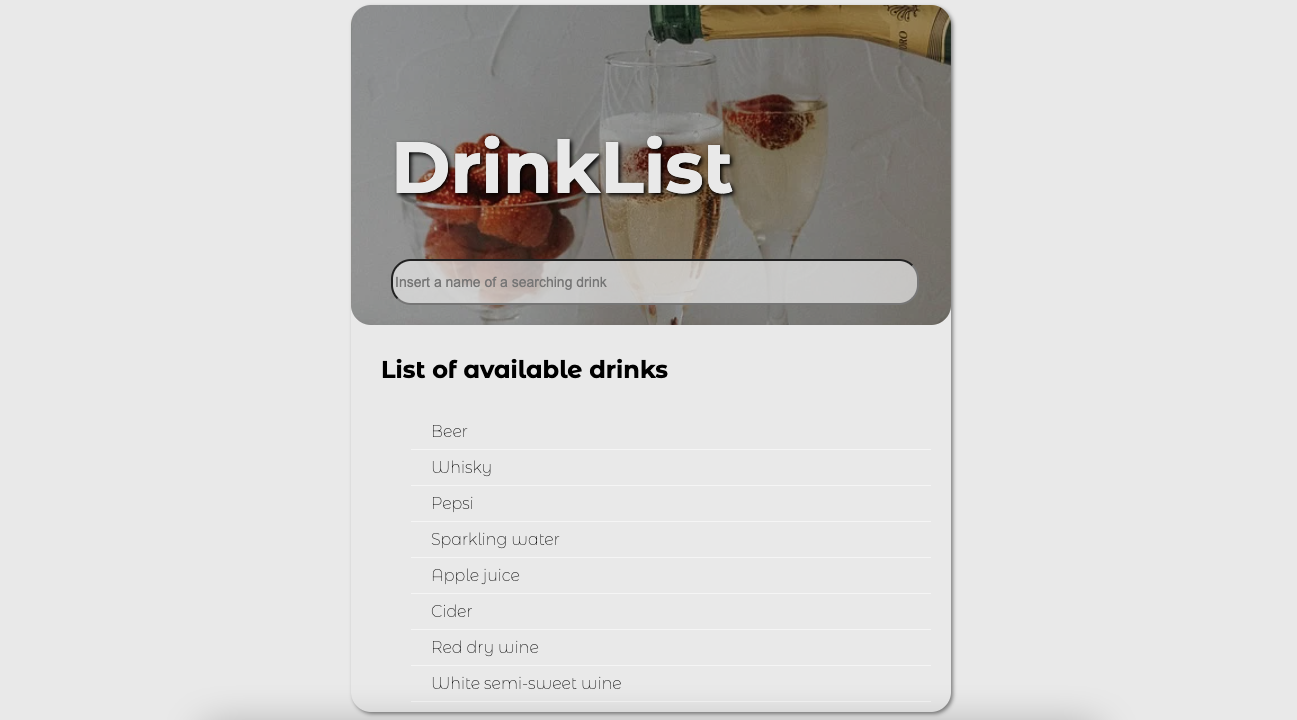 DrinkList
Insert a name of a searching drink
List of available drinks
Beer
Whisky
Pepsi
Sparkling water
Apple juice
Cider
Red dry wine
White semi-sweet wine